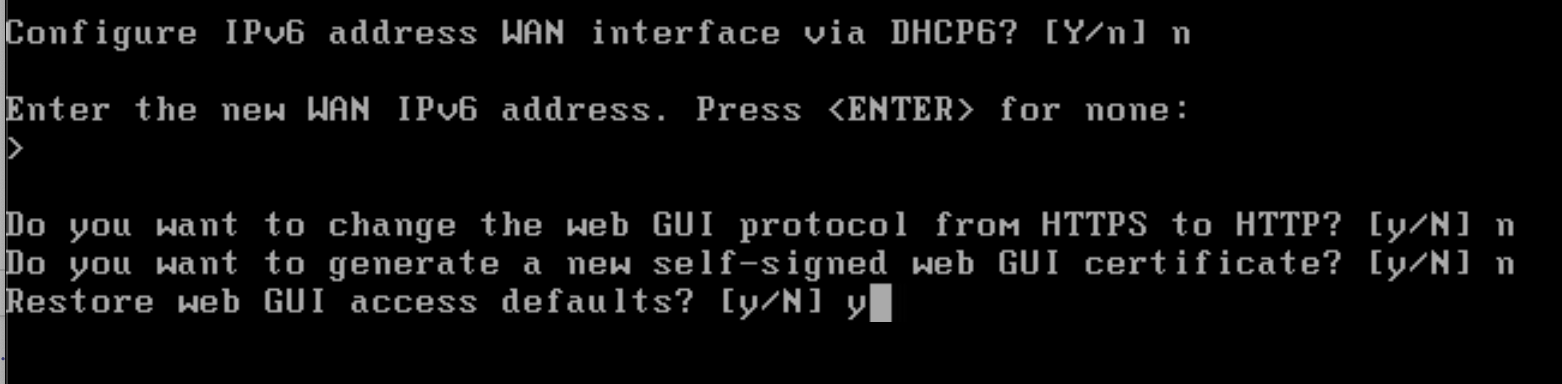 Configure IPv6 address WAN interface via DHCP6? [Y/n] n
Enter the new WAN IPv6 address. Press <ENTER> for none:
>
Do you want to change the web GUI protocol from HTTPS to HTTP? [y/N] n
Do you want to generate a new self-signed web GUI certificate? [y/N] n
Restore web GUI access defaults? [y/N] y